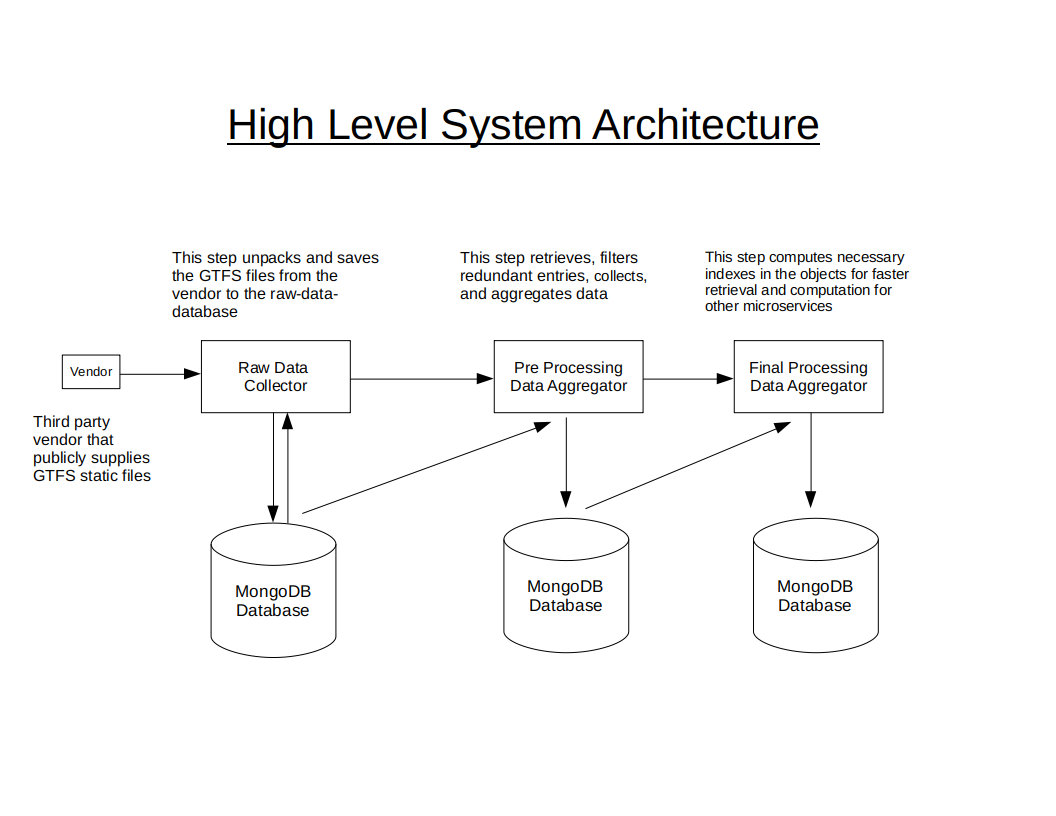 High Level System Architecture
This step unpacks and saves
the GTFS files from the
vendor to the raw-data-
database
This step retrieves, filters
redundant entries, collects,
and aggregates data
This step computes necessary
indexes in the objects for faster
retrieval and computation for
other microservices
Vendor
Raw Data
Collector
Pre Processing
Data Aggregator
Final Processing
Data Aggregator
Third party
vendor that
publicly supplies
GTFS static files
MongoDB
Database
MongoDB
Database
MongoDB
Database